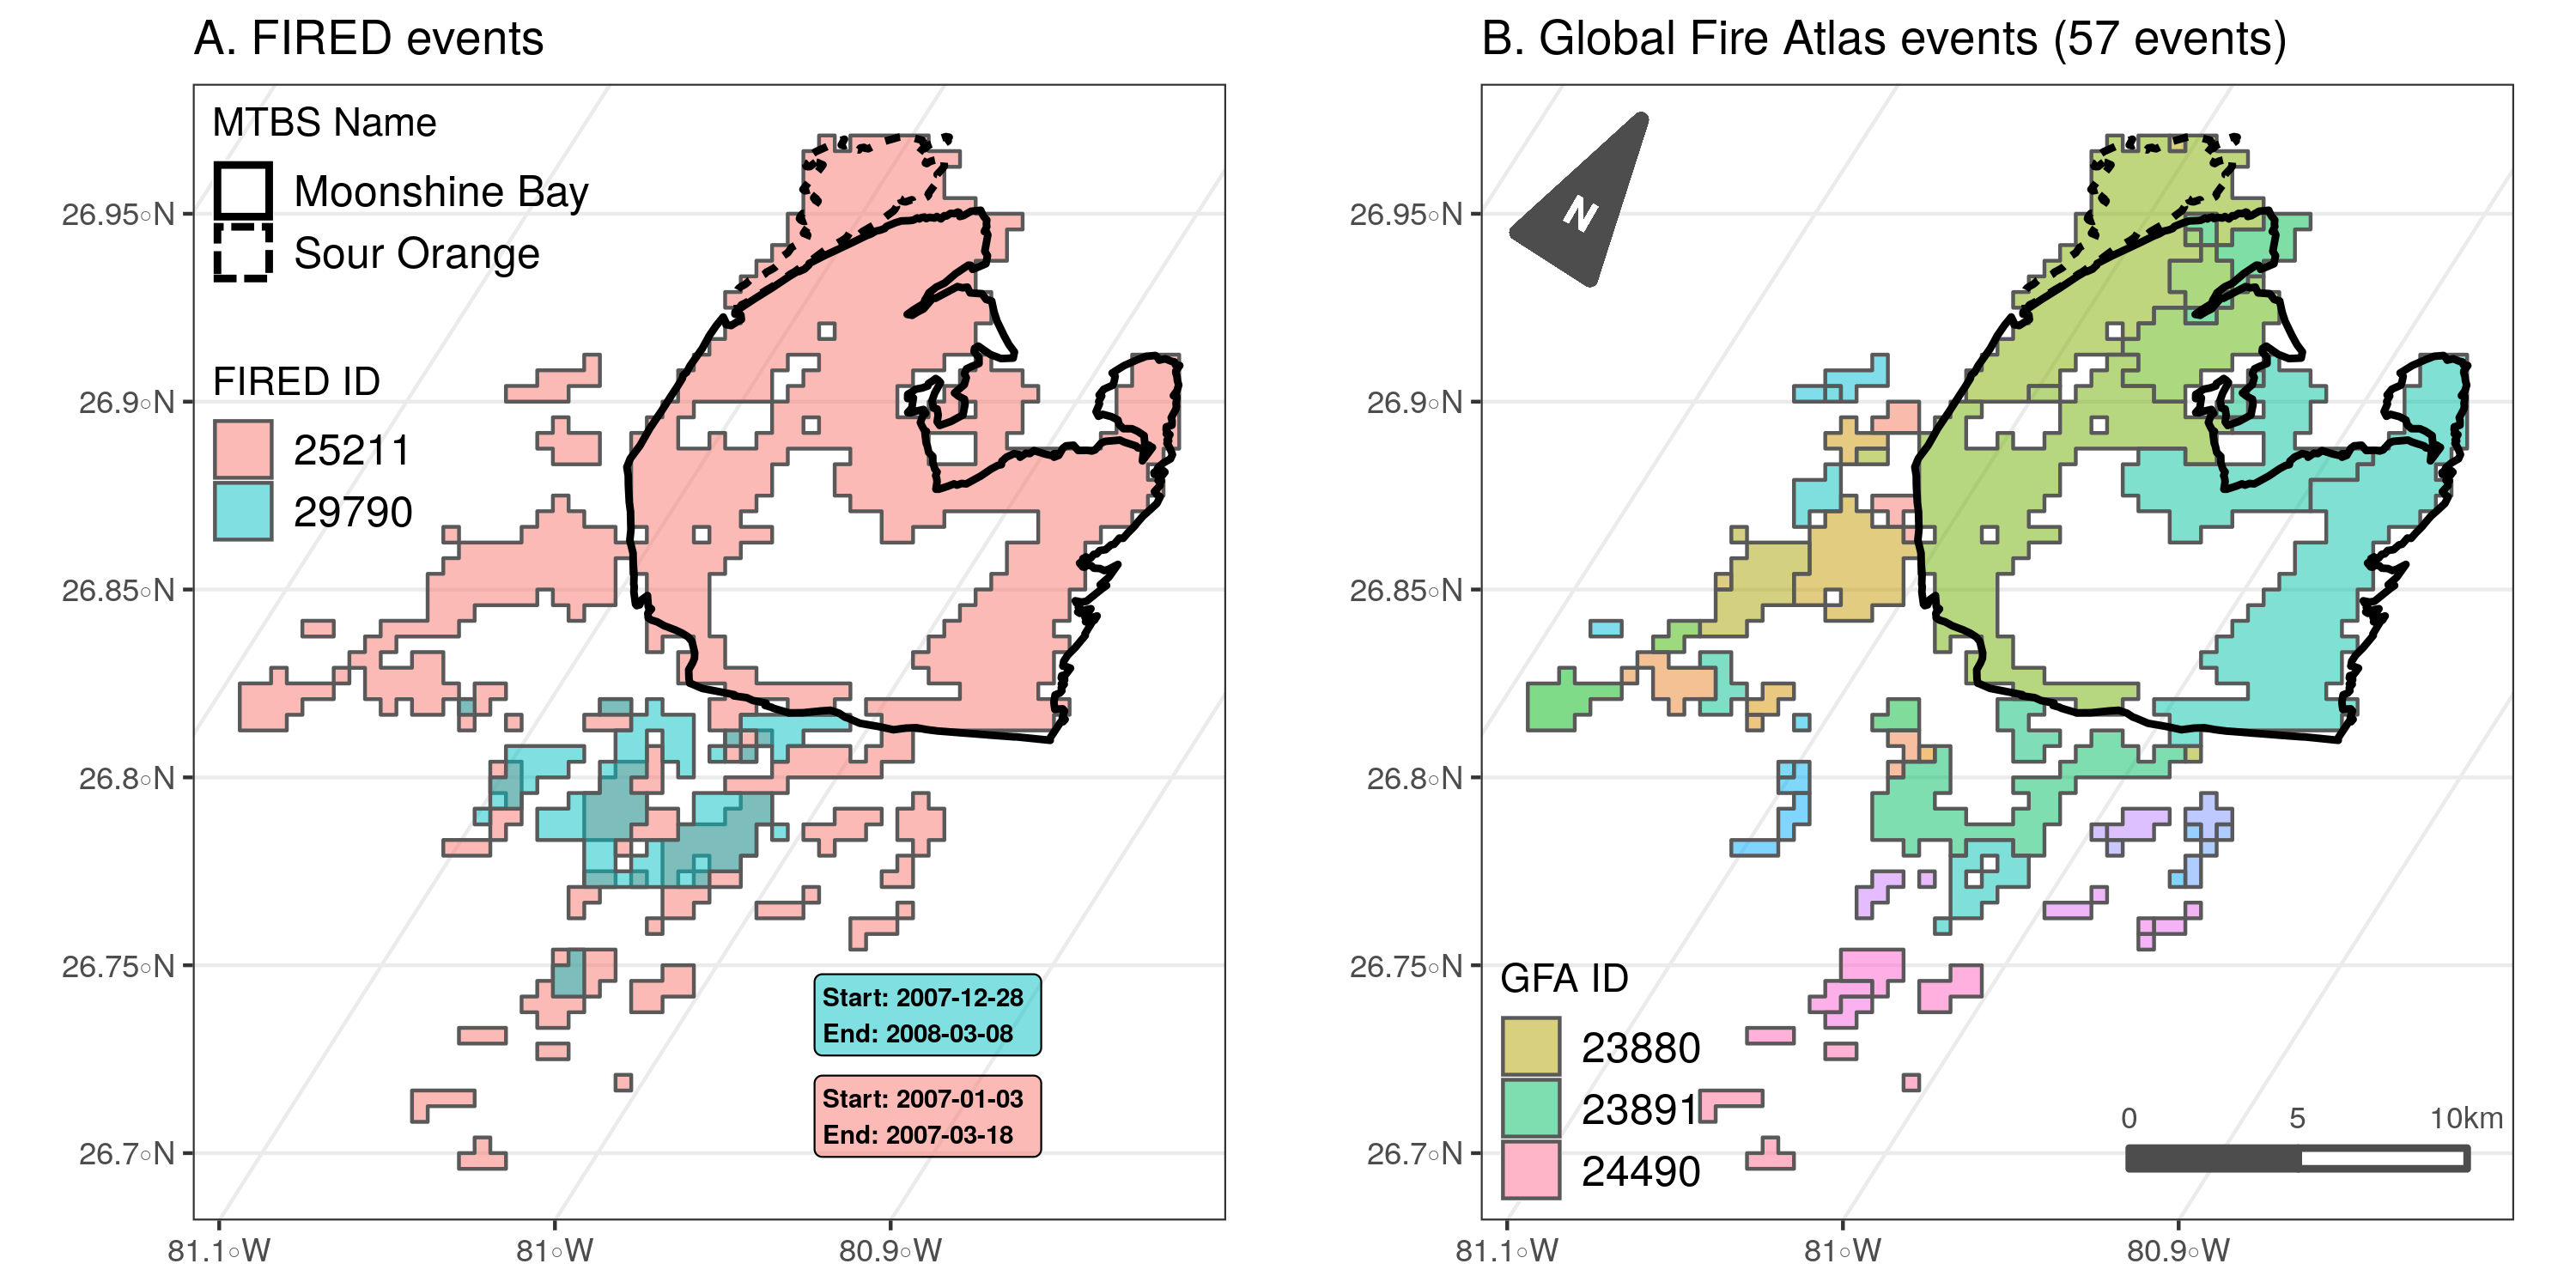 A. FIRED events
MTBS Name
Moonshine Bay
Sour Orange
FIRED ID
25211
29790
26.95°N
26.9°N
26.85°N
26.8°N
26.75°N
26.7°N
Start: 2007-12-28
End: 2008-03-08
Start: 2007-01-03
End: 2007-03-18
81.1°W
81°W
80.9°W
B. Global Fire Atlas events (57 events)
N
26.95°N
26.9°N
26.85°N
26.8°N
26.75°N
26.7°N
GFA ID
23880
23891
24490
0 5 10km
81.1°W
81°W
80.9°W